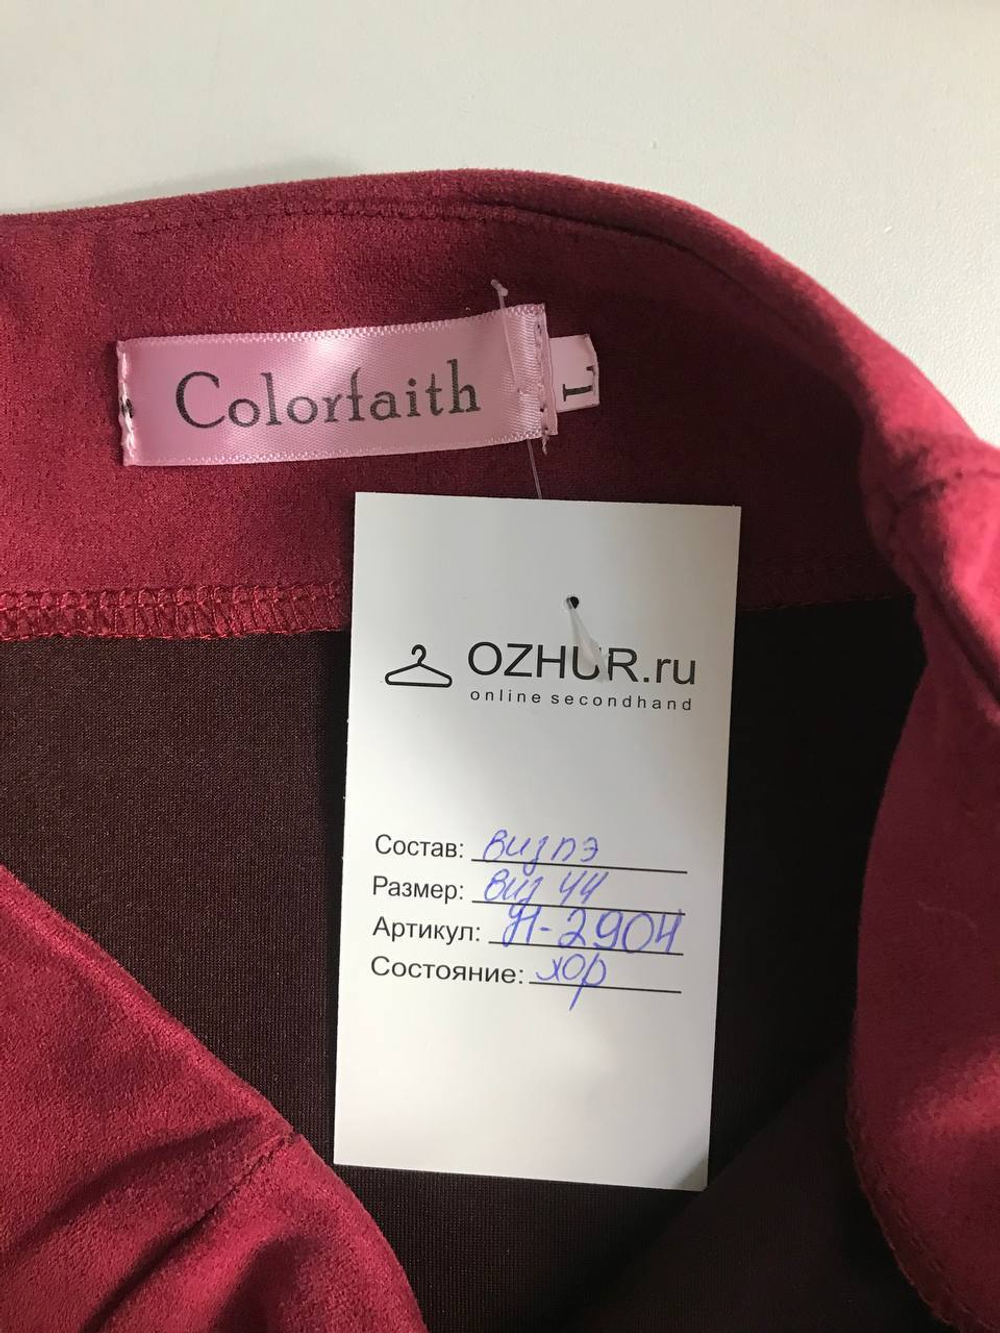 Colorfaith
L
OZHUR.ru
online secondhand
Состав: виз пэ
Размер: виз 44
Артикул: Н-2904
Состояние: хор